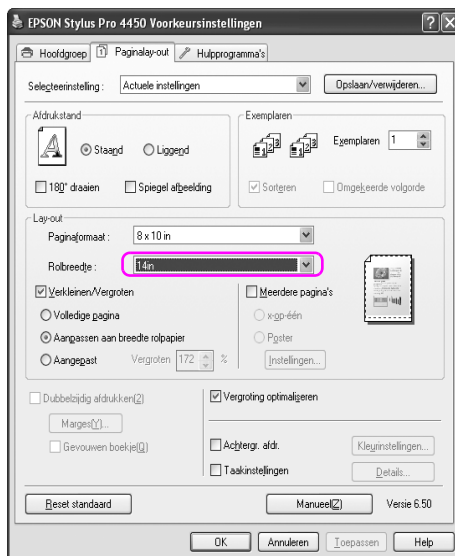 EPSON Stylus Pro 4450 Voorkeursinstellingen
Hoofdgroep Paginalay-out Hulpprogramma's
Selecteerinstelling : Actuele instellingen Opslaan/verwijderen...
Afdrukstand Exemplaren
Staand Liggend Exemplaren 1
180° draaien Spiegel afbeelding Sorteren Omgekeerde volgorde
Lay-out
Paginaformaat : 8 x 10 in
Rolbreedte : 14in
Verkleinen/Vergroten Meerdere pagina's
Volledige pagina x-op-één
Aanpassen aan breedte rolpapier Poster
Aangepast Vergroten 172 % Instellingen...
Dubbelzijdig afdrukken(2) Vergroting optimaliseren
Marges(Y)...
Gevouwen boekje(Q) Achtergr. afdr. Kleurinstellingen...
Taakinstellingen Details...
Reset standaard Manueel(Z) Versie 6.50
OK Annuleren Toepassen Help